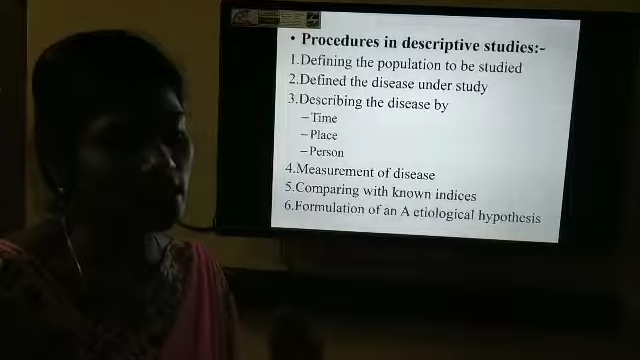 • Procedures in descriptive studies:-
1.Defining the population to be studied
2.Defined the disease under study
3.Describing the disease by
–Time
–Place
–Person
4.Measurement of disease
5.Comparing with known indices
6.Formulation of an A etiological hypothesis